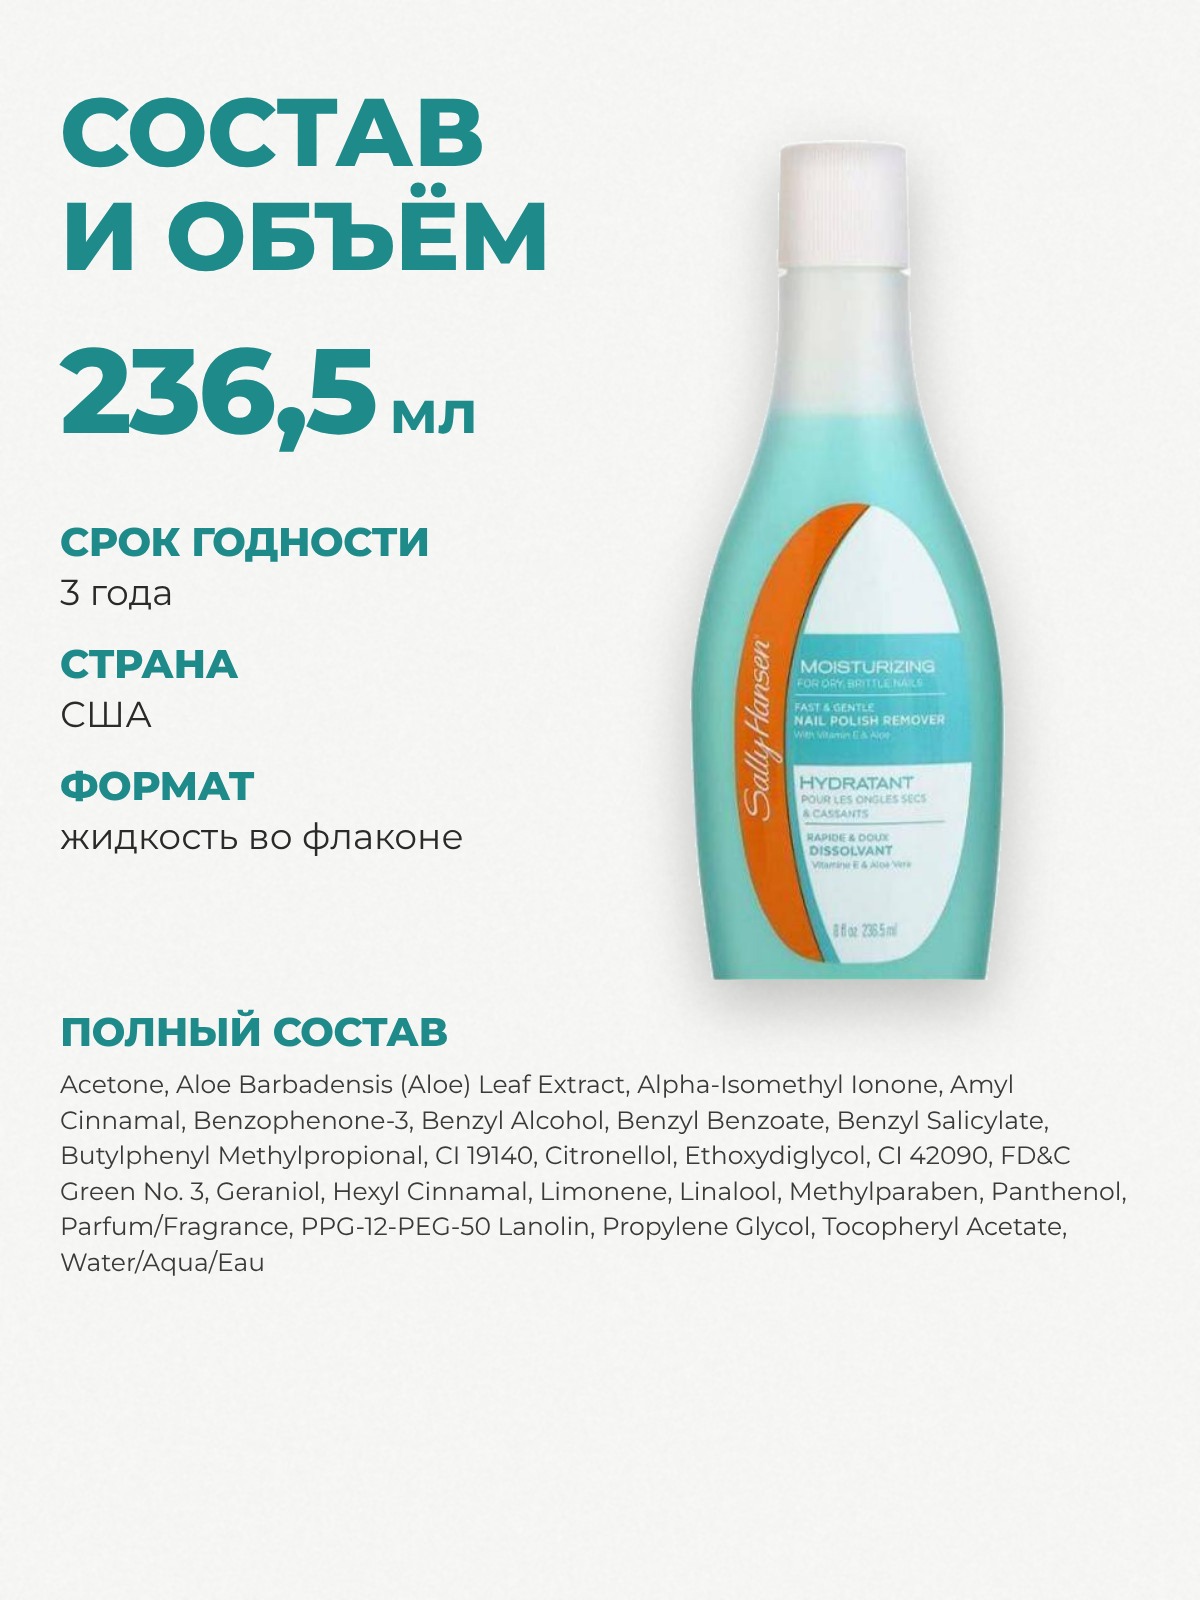 СОСТАВ
И ОБЪЁМ
236,5 мл
СРОК ГОДНОСТИ
3 года
СТРАНА
США
ФОРМАТ
жидкость во флаконе
Sally Hansen
MOISTURIZING
FOR DRY, BRITTLE NAILS
FAST & GENTLE
NAIL POLISH REMOVER
With Vitamin E & Aloe
HYDRATANT
POUR LES ONGLES SECS
& CASSANTS
RAPIDE & DOUX
DISSOLVANT
Vitamine E & Aloe Vera
8 fl oz 236.5 ml
ПОЛНЫЙ СОСТАВ
Acetone, Aloe Barbadensis (Aloe) Leaf Extract, Alpha-Isomethyl Ionone, Amyl
Cinnamal, Benzophenone-3, Benzyl Alcohol, Benzyl Benzoate, Benzyl Salicylate,
Butylphenyl Methylpropional, CI 19140, Citronellol, Ethoxydiglycol, CI 42090, FD&C
Green No. 3, Geraniol, Hexyl Cinnamal, Limonene, Linalool, Methylparaben, Panthenol,
Parfum/Fragrance, PPG-12-PEG-50 Lanolin, Propylene Glycol, Tocopheryl Acetate,
Water/Aqua/Eau